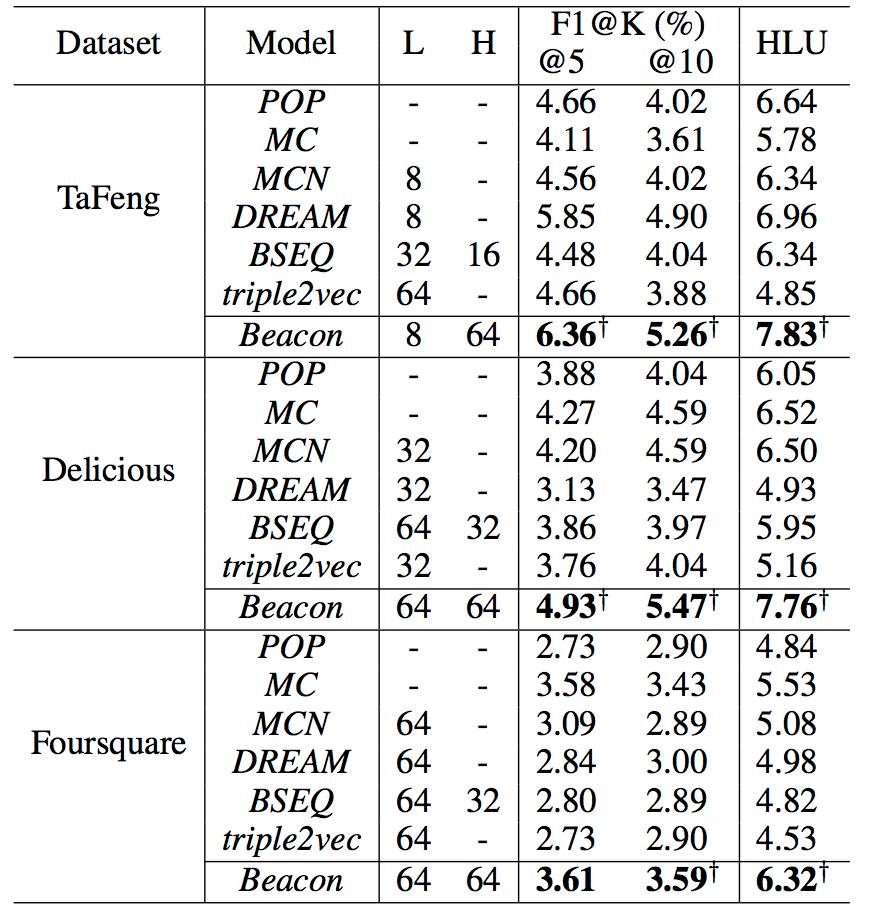 Dataset Model L H F1@K (%) HLU
@5 @10
POP - - 4.66 4.02 6.64
MC - - 4.11 3.61 5.78
MCN 8 - 4.56 4.02 6.34
TaFeng
DREAM 8 - 5.85 4.90 6.96
BSEQ 32 16 4.48 4.04 6.34
triple2vec 64 - 4.66 3.88 4.85
Beacon 8 64 6.36† 5.26† 7.83†
POP - - 3.88 4.04 6.05
MC - - 4.27 4.59 6.52
MCN 32 - 4.20 4.59 6.50
Delicious
DREAM 32 - 3.13 3.47 4.93
BSEQ 64 32 3.86 3.97 5.95
triple2vec 32 - 3.76 4.04 5.16
Beacon 64 64 4.93† 5.47† 7.76†
POP - - 2.73 2.90 4.84
MC - - 3.58 3.43 5.53
MCN 64 - 3.09 2.89 5.08
Foursquare
DREAM 64 - 2.84 3.00 4.98
BSEQ 64 32 2.80 2.89 4.82
triple2vec 64 - 2.73 2.90 4.53
Beacon 64 64 3.61 3.59† 6.32†